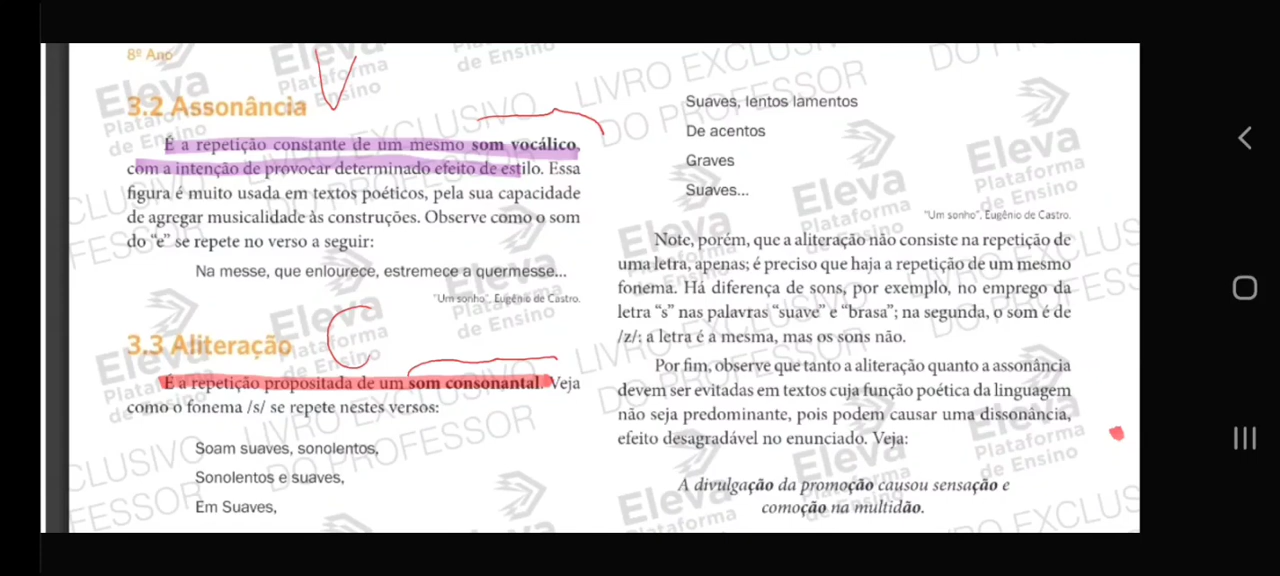 8º Ano
3.2 Assonância
É a repetição constante de um mesmo som vocálico,
com a intenção de provocar determinado efeito de estilo. Essa
figura é muito usada em textos poéticos, pela sua capacidade
de agregar musicalidade às construções. Observe como o som
do “e” se repete no verso a seguir:
Na messe, que enlourece, estremece a quermesse...
"Um sonho", Eugênio de Castro.
3.3 Aliteração
É a repetição propositada de um som consonantal. Veja
como o fonema /s/ se repete nestes versos:
Soam suaves, sonolentos,
Sonolentos e suaves,
Em Suaves,
Suaves, lentos lamentos
De acentos
Graves
Suaves...
"Um sonho", Eugênio de Castro.
Note, porém, que a aliteração não consiste na repetição de
uma letra, apenas; é preciso que haja a repetição de um mesmo
fonema. Há diferença de sons, por exemplo, no emprego da
letra “s” nas palavras “suave” e “brasa”; na segunda, o som é de
/z/: a letra é a mesma, mas os sons não.
Por fim, observe que tanto a aliteração quanto a assonância
devem ser evitadas em textos cuja função poética da linguagem
não seja predominante, pois podem causar uma dissonância,
efeito desagradável no enunciado. Veja:
A divulgação da promoção causou sensação e
comoção na multidão.
Eleva
Plataforma
de Ensino
LIVRO EXCLUSIVO
DO PROFESSOR